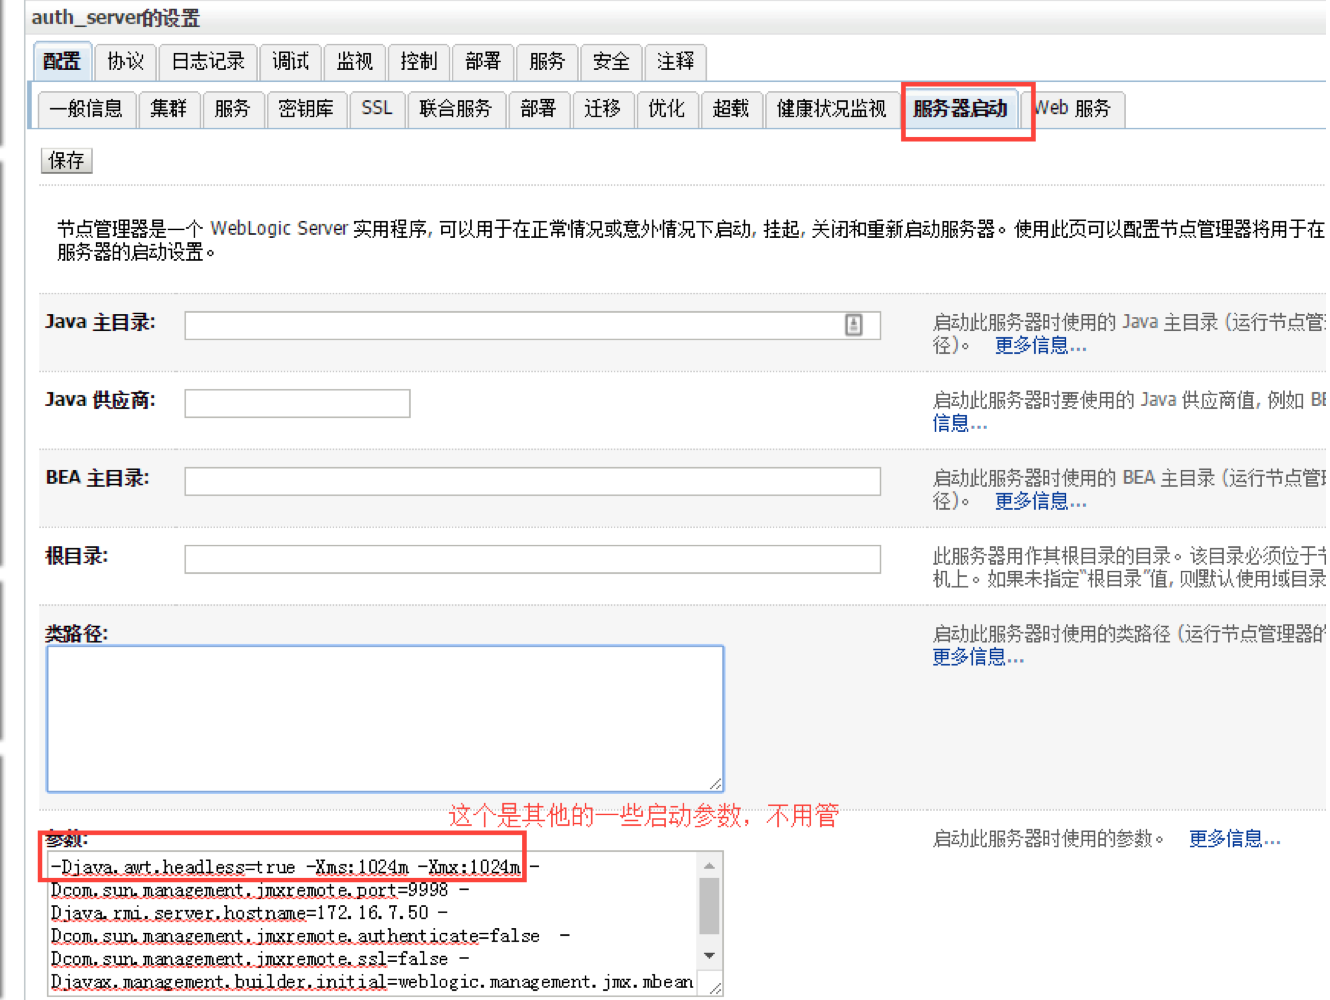 auth_server的设置
配置 协议 日志记录 调试 监视 控制 部署 服务 安全 注释
一般信息 集群 服务 密钥库 SSL 联合服务 部署 迁移 优化 超载 健康状况监视 服务器启动 Web 服务
保存
节点管理器是一个 WebLogic Server 实用程序, 可以用于在正常情况或意外情况下启动, 挂起, 关闭和重新启动服务器。使用此页可以配置节点管理器将用于在
服务器的启动设置。
Java 主目录:
启动此服务器时使用的 Java 主目录 (运行节点管
径)。 更多信息...
Java 供应商:
启动此服务器时要使用的 Java 供应商值, 例如 BE
信息...
BEA 主目录:
启动此服务器时使用的 BEA 主目录 (运行节点管
径)。 更多信息...
根目录:
此服务器用作其根目录的目录。该目录必须位于
机上。如果未指定"根目录"值, 则默认使用域目录
类路径:
启动此服务器时使用的类路径 (运行节点管理器的
更多信息...
这个是其他的一些启动参数，不用管
参数:
启动此服务器时使用的参数。 更多信息...
-Djava.awt.headless=true -Xms:1024m -Xmx:1024m -
Dcom.sun.management.jmxremote.port=9998 -
Djava.rmi.server.hostname=172.16.7.50 -
Dcom.sun.management.jmxremote.authenticate=false -
Dcom.sun.management.jmxremote.ssl=false -
Djavax.management.builder.initial=weblogic.management.jmx.mbean